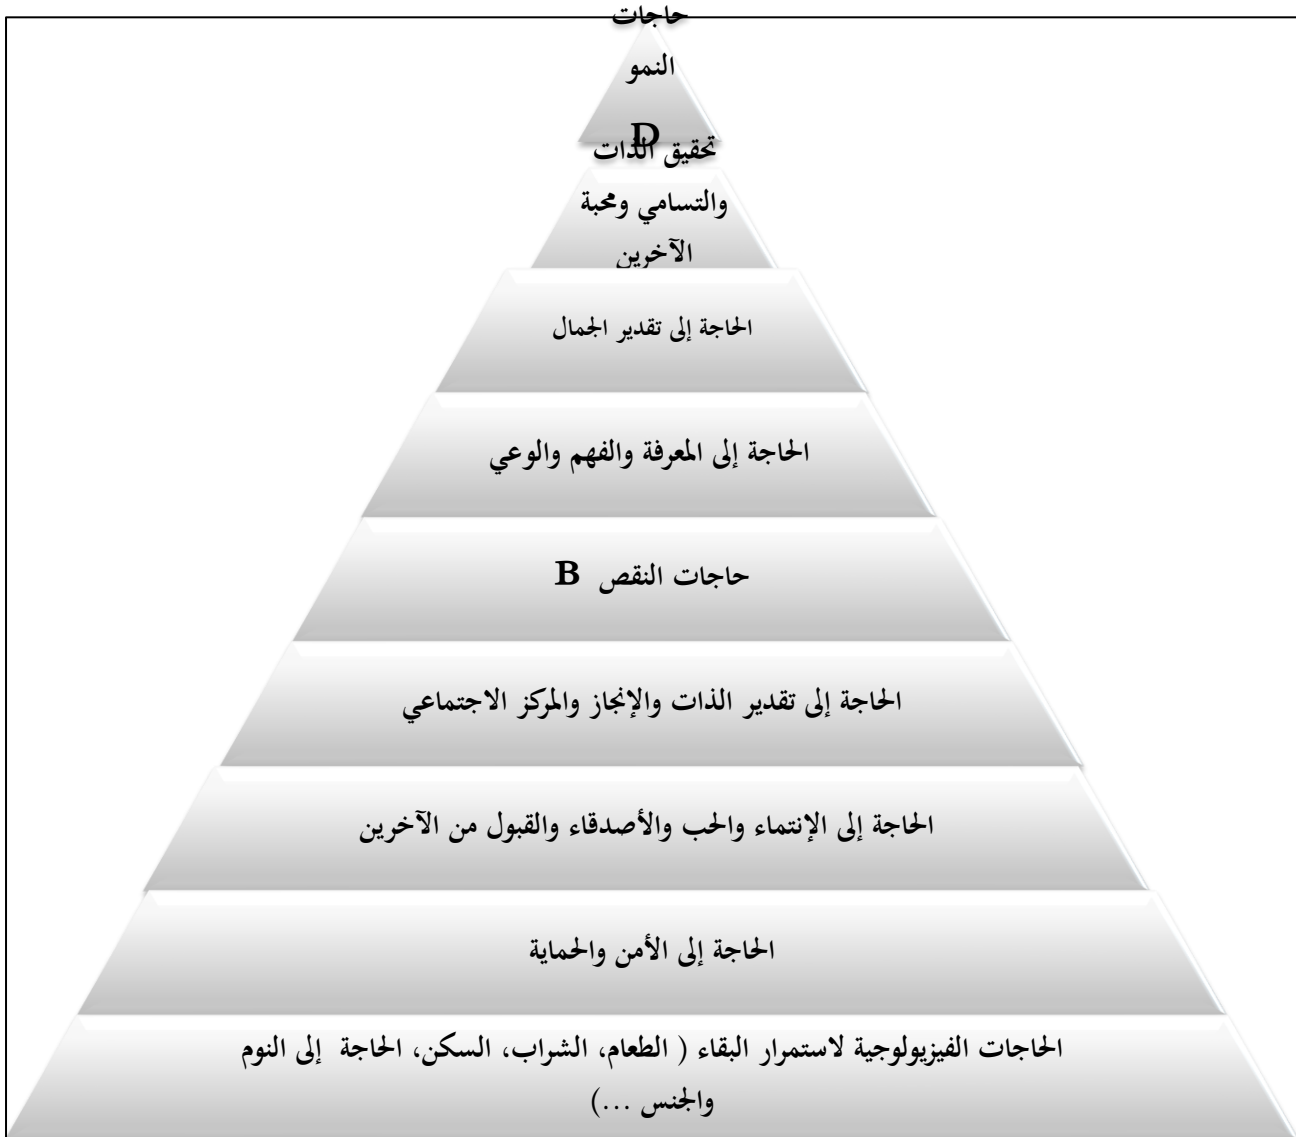 حاجات
النمو
D
تحقيق الذات
والتسامي ومحبة
الآخرين
الحاجة إلى تقدير الجمال
الحاجة إلى المعرفة والفهم والوعي
حاجات النقص B
الحاجة إلى تقدير الذات والإنجاز والمركز الاجتماعي
الحاجة إلى الإنتماء والحب والأصدقاء والقبول من الآخرين
الحاجة إلى الأمن والحماية
الحاجات الفيزيولوجية لاستمرار البقاء ( الطعام، الشراب، السكن، الحاجة إلى النوم
والجنس ...)